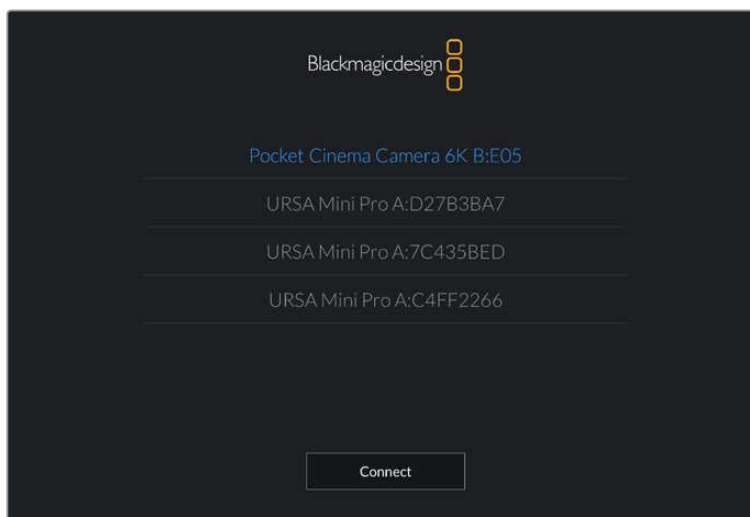 Blackmagicdesign
Pocket Cinema Camera 6K B:E05
URSA Mini Pro A:D27B3BA7
URSA Mini Pro A:7C435BED
URSA Mini Pro A:C4FF2266
Connect